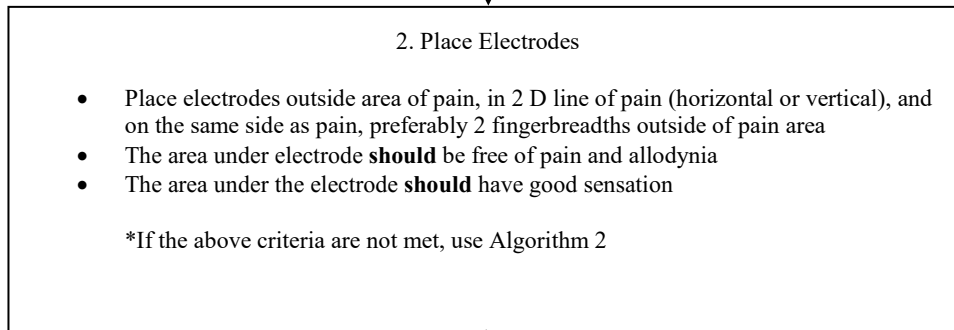 2. Place Electrodes
• Place electrodes outside area of pain, in 2 D line of pain (horizontal or vertical), and
on the same side as pain, preferably 2 fingerbreadths outside of pain area
• The area under electrode should be free of pain and allodynia
• The area under the electrode should have good sensation
*If the above criteria are not met, use Algorithm 2